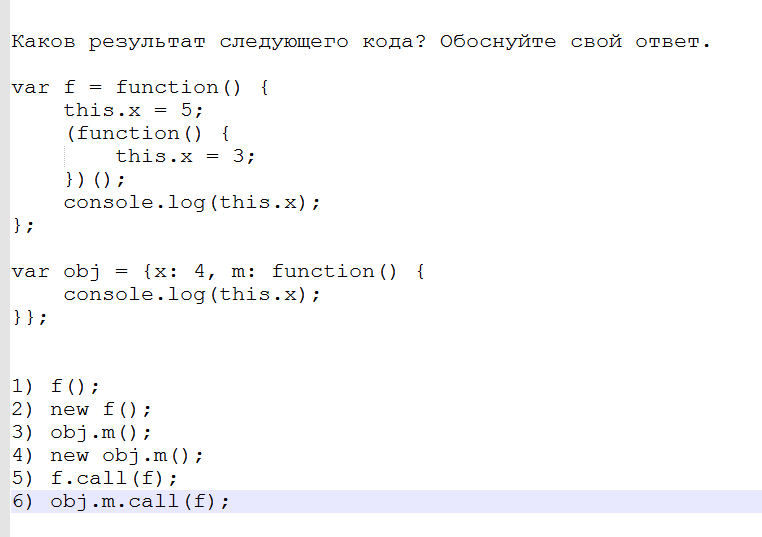 Каков результат следующего кода? Обоснуйте свой ответ.
var f = function() {
    this.x = 5;
    (function() {
        this.x = 3;
    })();
    console.log(this.x);
};
var obj = {x: 4, m: function() {
    console.log(this.x);
}};
1) f();
2) new f();
3) obj.m();
4) new obj.m();
5) f.call(f);
6) obj.m.call(f);